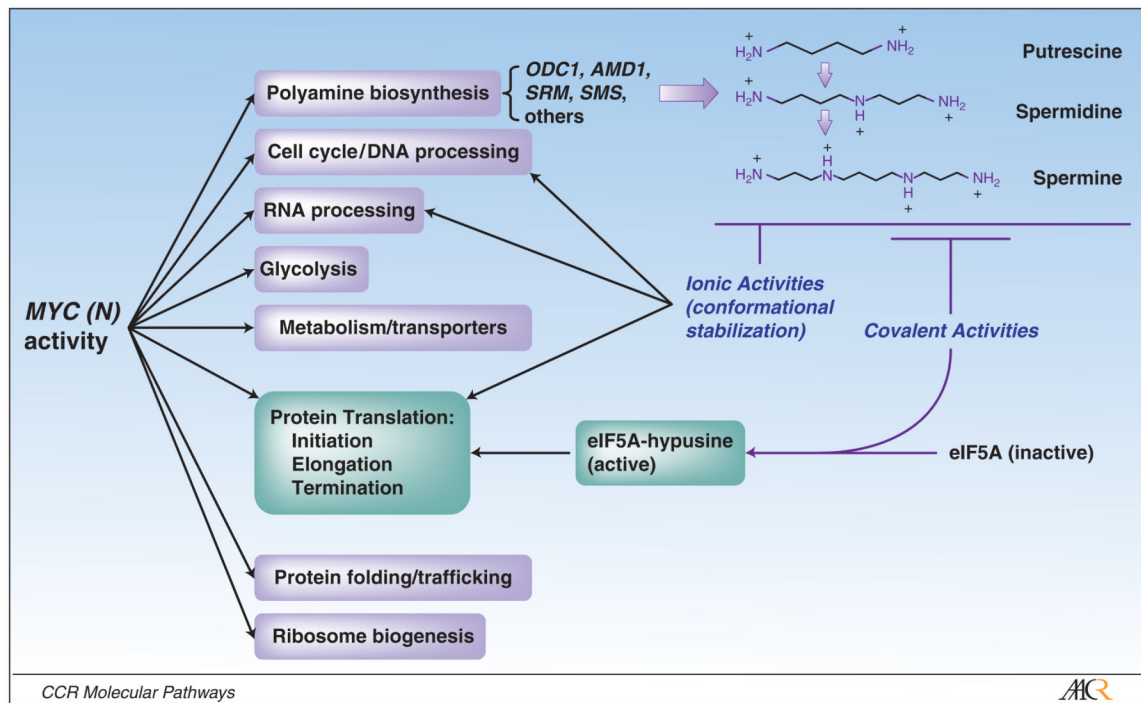 Polyamine biosynthesis
ODC1, AMD1,
SRM, SMS,
others
Cell cycle/DNA processing
RNA processing
Glycolysis
Metabolism/transporters
MYC (N)
activity
Protein Translation:
Initiation
Elongation
Termination
Protein folding/trafficking
Ribosome biogenesis
+ +
H2N NH2
Putrescine
+
H2N N NH2
H +
+
Spermidine
+
H
+
H2N N N NH2
H +
+
Spermine
Ionic Activities
(conformational
stabilization)
Covalent Activities
eIF5A-hypusine
(active)
eIF5A (inactive)
CCR Molecular Pathways
AACR